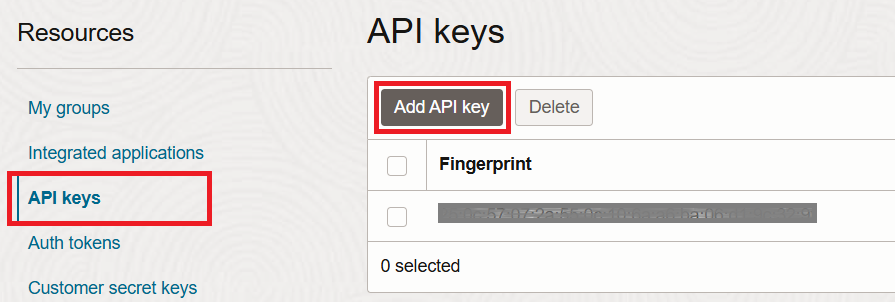 Resources
My groups
Integrated applications
API keys
Auth tokens
Customer secret keys
API keys
Add API key
Delete
Fingerprint
0 selected